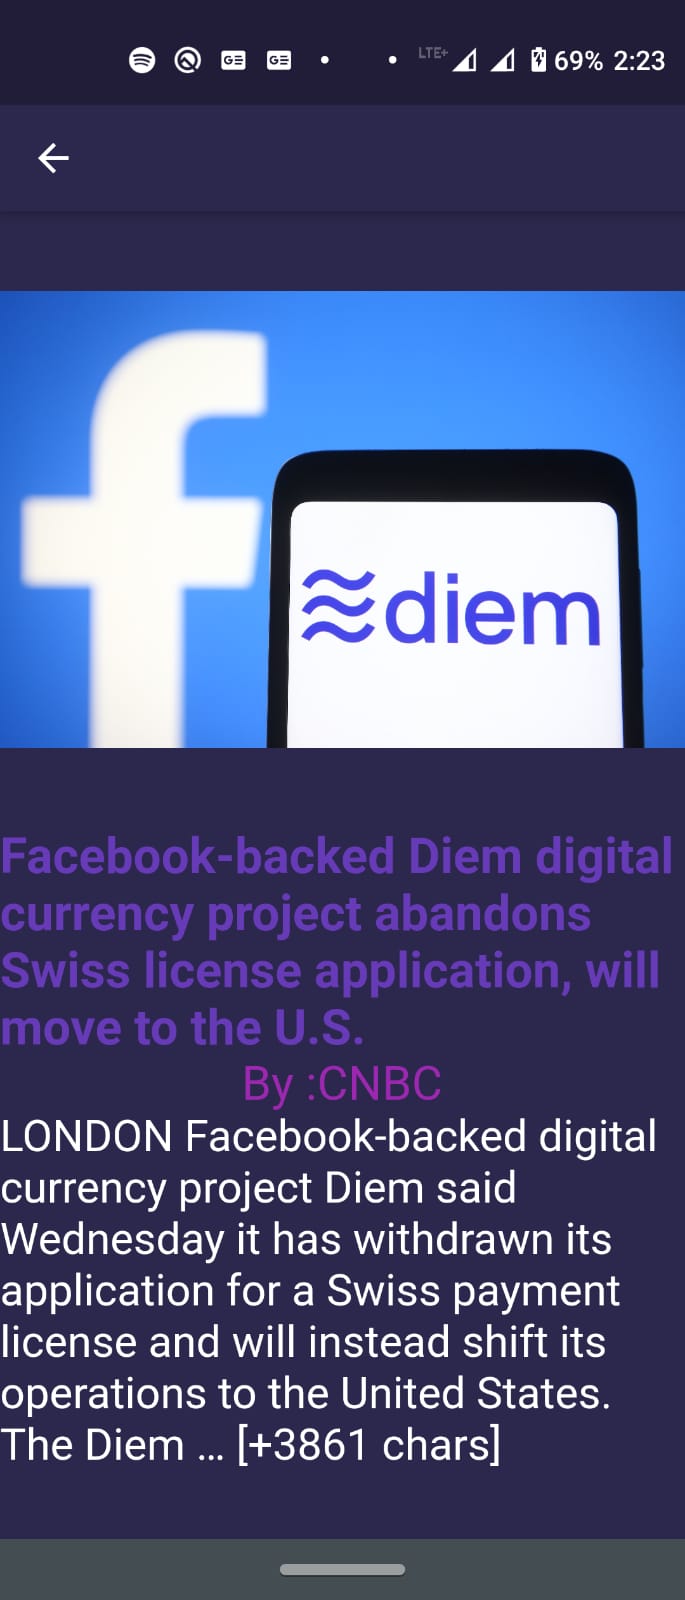 LTE+ 69% 2:23
GE GE
diem
Facebook-backed Diem digital
currency project abandons
Swiss license application, will
move to the U.S.
By :CNBC
LONDON Facebook-backed digital
currency project Diem said
Wednesday it has withdrawn its
application for a Swiss payment
license and will instead shift its
operations to the United States.
The Diem … [+3861 chars]